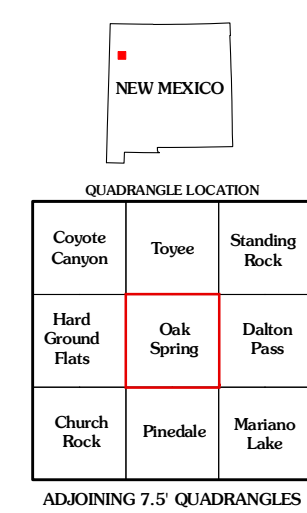 NEW MEXICO
QUADRANGLE LOCATION
Coyote
Canyon
Toyee
Standing
Rock
Hard
Ground
Flats
Oak
Spring
Dalton
Pass
Church
Rock
Pinedale
Mariano
Lake
ADJOINING 7.5' QUADRANGLES